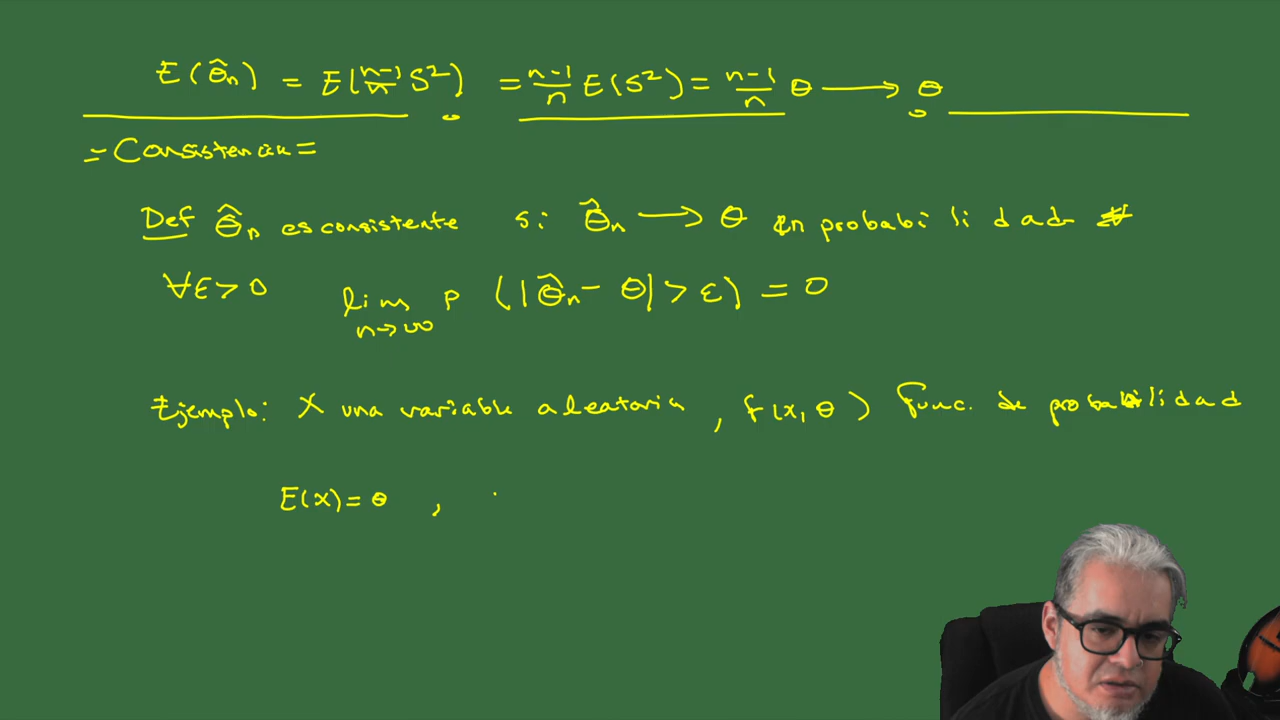 E(θ̂ₙ) = E(n-1/n S²) = n-1/n E(S²) = n-1/n θ ⟶ θ
= Consistencia =
Def θ̂ₙ es consistente si θ̂ₙ ⟶ θ en probabilidad
∀ε>0 lim n→∞ P (|θ̂ₙ - θ| > ε) = 0
Ejemplo: X una variable aleatoria, f(x, θ) Func. de probabilidad
E(x) = θ ,